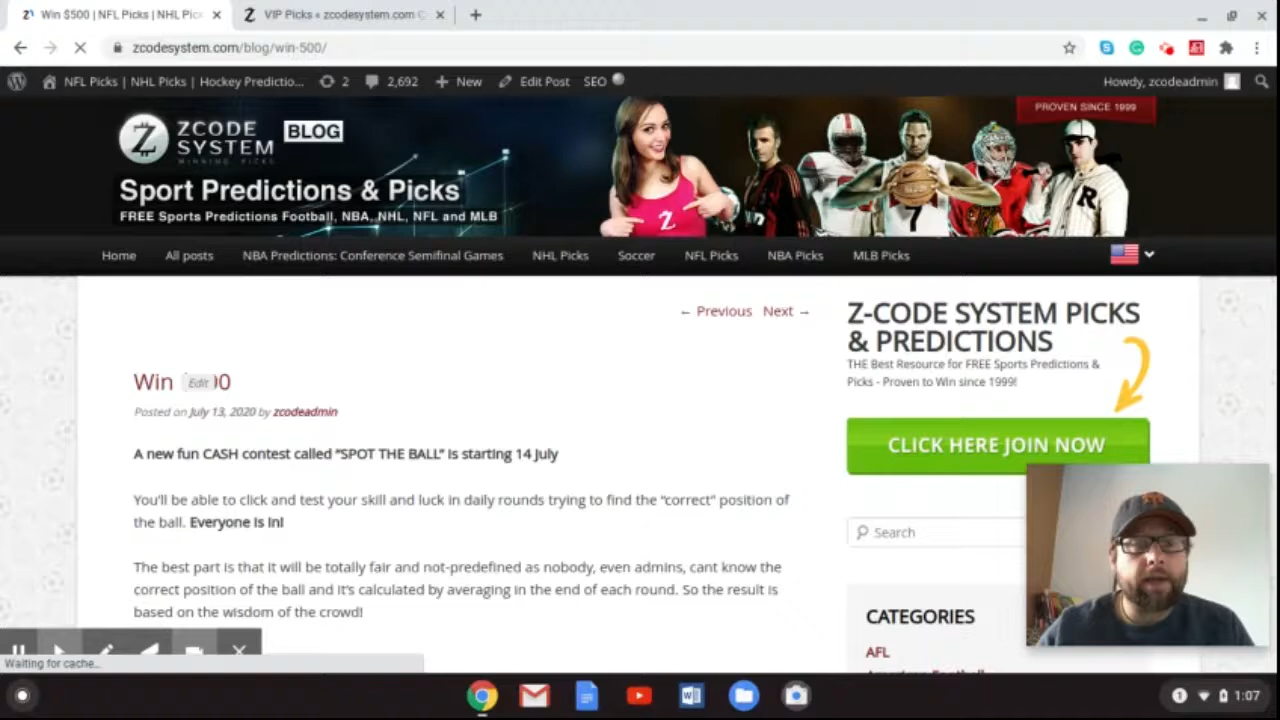 Win $500 | NFL Picks | NHL Pick
VIP Picks « zcodesystem.com
zcodesystem.com/blog/win-500/
NFL Picks | NHL Picks | Hockey Predictio...
2
2,692
New
Edit Post
SEO
Howdy, zcodeadmin
PROVEN SINCE 1999
ZCODE
SYSTEM
WINNING PICKS
BLOG
Sport Predictions & Picks
FREE Sports Predictions Football, NBA, NHL, NFL and MLB
Z
7
R
Home
All posts
NBA Predictions: Conference Semifinal Games
NHL Picks
Soccer
NFL Picks
NBA Picks
MLB Picks
← Previous Next →
Win
Edit
00
Posted on July 13, 2020 by zcodeadmin
A new fun CASH contest called “SPOT THE BALL” is starting 14 July
You’ll be able to click and test your skill and luck in daily rounds trying to find the “correct” position of
the ball. Everyone is in!
The best part is that it will be totally fair and not-predefined as nobody, even admins, cant know the
correct position of the ball and it’s calculated by averaging in the end of each round. So the result is
based on the wisdom of the crowd!
Z-CODE SYSTEM PICKS
& PREDICTIONS
THE Best Resource for FREE Sports Predictions &
Picks - Proven to Win since 1999!
CLICK HERE JOIN NOW
Search
CATEGORIES
AFL
American Football
Waiting for cache...
1
1:07